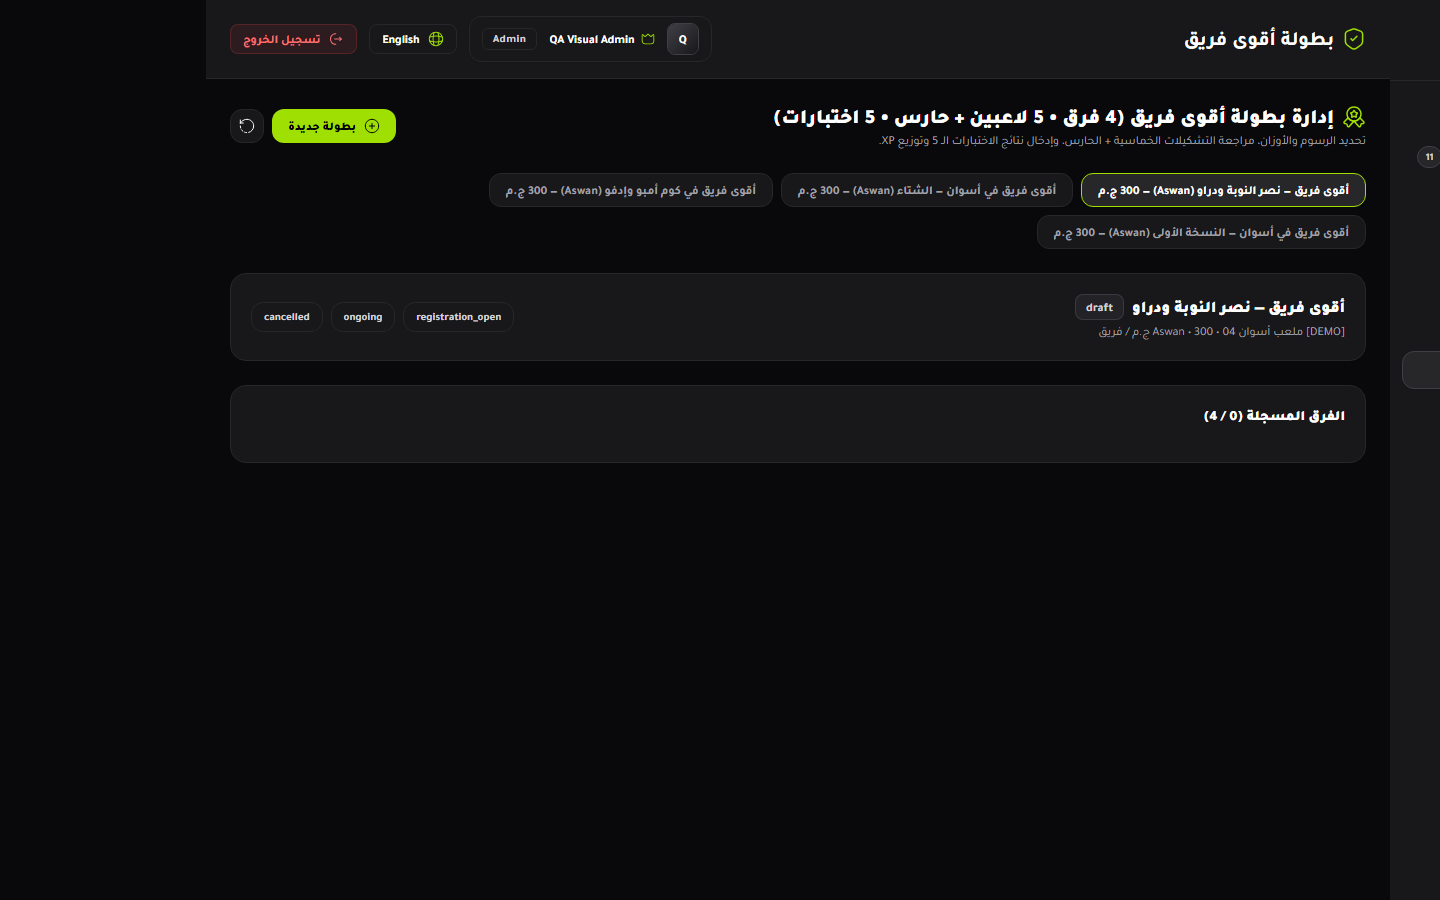 بطولة أقوى فريق
Q
QA Visual Admin
Admin
English
تسجيل الخروج
11
إدارة بطولة أقوى فريق (4 فرق • 5 لاعبين + حارس • 5 اختبارات)
تحديد الرسوم والأوزان، مراجعة التشكيلات الخماسية + الحارس، وإدخال نتائج الاختبارات الـ 5 وتوزيع XP.
بطولة جديدة
أقوى فريق – نصر النوبة ودراو (Aswan) – 300 ج.م
أقوى فريق في أسوان – الشتاء (Aswan) – 300 ج.م
أقوى فريق في كوم أمبو وإدفو (Aswan) – 300 ج.م
أقوى فريق في أسوان – النسخة الأولى (Aswan) – 300 ج.م
أقوى فريق – نصر النوبة ودراو
draft
[DEMO] ملعب أسوان 04 • Aswan • 300 ج.م / فريق
registration_open
ongoing
cancelled
الفرق المسجلة (0 / 4)